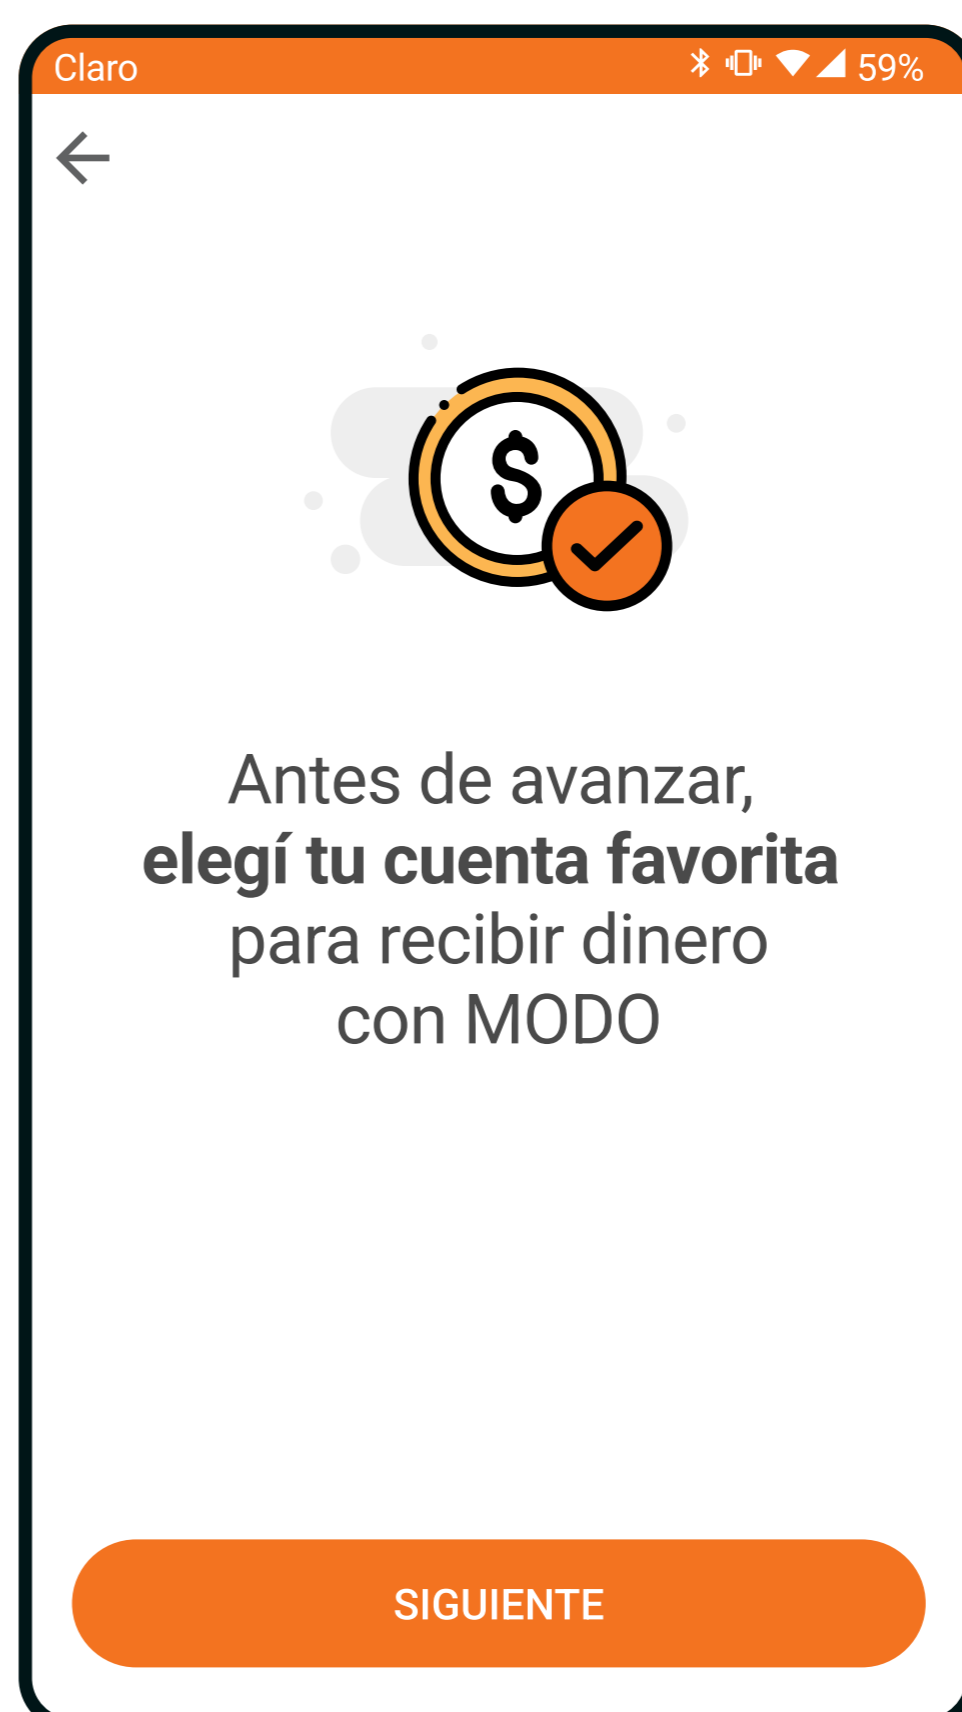 Claro 59%
$
Antes de avanzar,
elegí tu cuenta favorita
para recibir dinero
con MODO
SIGUIENTE